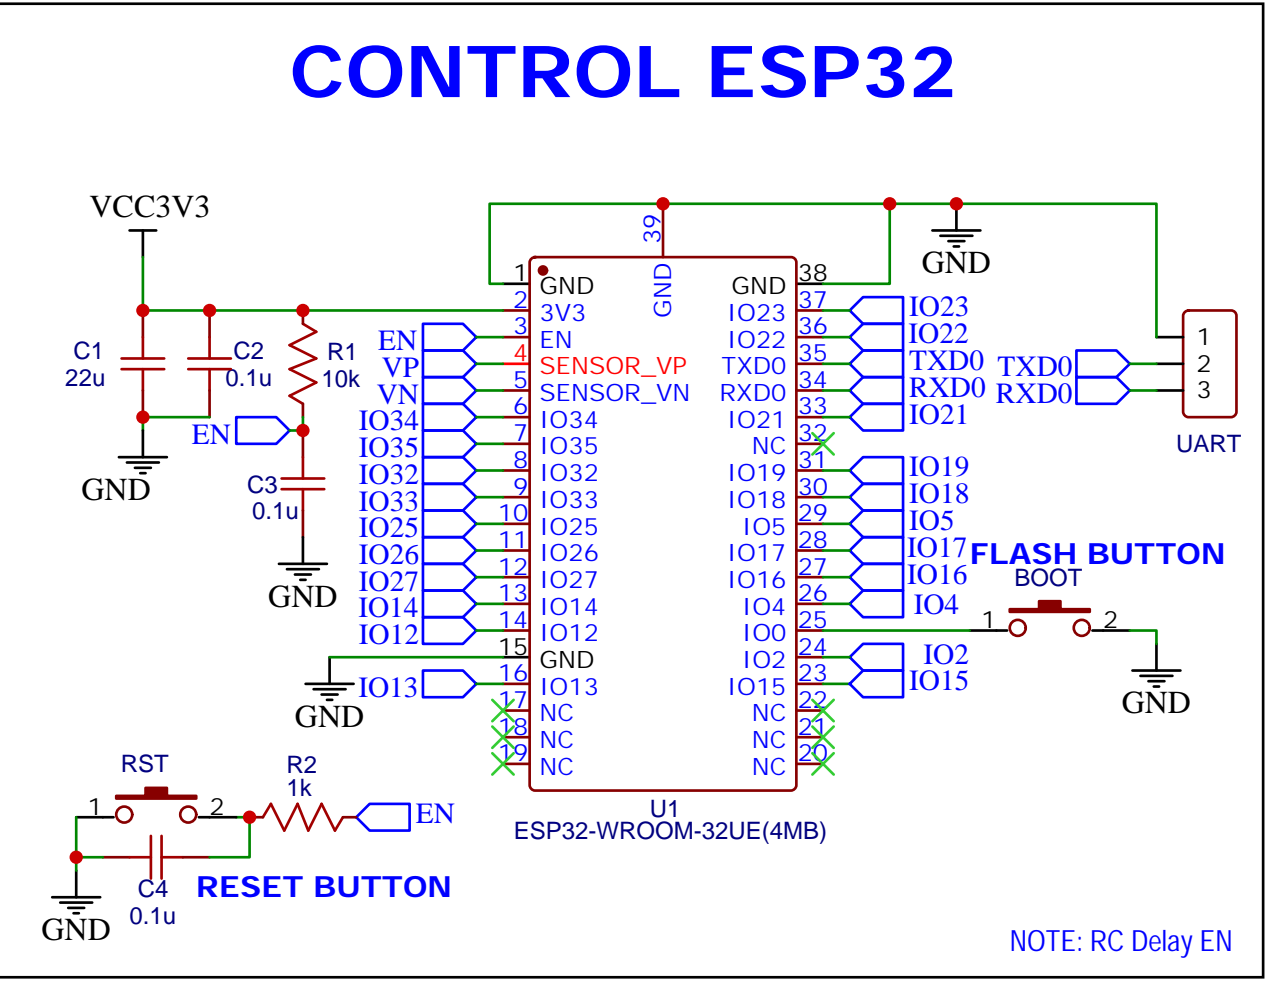 CONTROL ESP32
VCC3V3
C1
22u
C2
0.1u
R1
10k
EN
GND
C3
0.1u
GND
39
GND
GND
1 GND GND 38
2 3V3 IO23 37 IO23
EN 3 EN IO22 36 IO22
VP 4 SENSOR_VP TXD0 35 TXD0
VN 5 SENSOR_VN RXD0 34 RXD0
IO34 6 IO34 IO21 33 IO21
IO35 7 IO35 NC 32
IO32 8 IO32 IO19 31 IO19
IO33 9 IO33 IO18 30 IO18
IO25 10 IO25 IO5 29 IO5
IO26 11 IO26 IO17 28 IO17
IO27 12 IO27 IO16 27 IO16
IO14 13 IO14 IO4 26 IO4
IO12 14 IO12 IO0 25
15 GND IO2 24 IO2
IO13 16 IO13 IO15 23 IO15
17 NC NC 22
18 NC NC 21
19 NC NC 20
GND
U1
ESP32-WROOM-32UE(4MB)
1
TXD0 2
RXD0 3
UART
FLASH BUTTON
BOOT
1 2
GND
RST
1 2
R2
1k
EN
C4
0.1u
GND
RESET BUTTON
NOTE: RC Delay EN